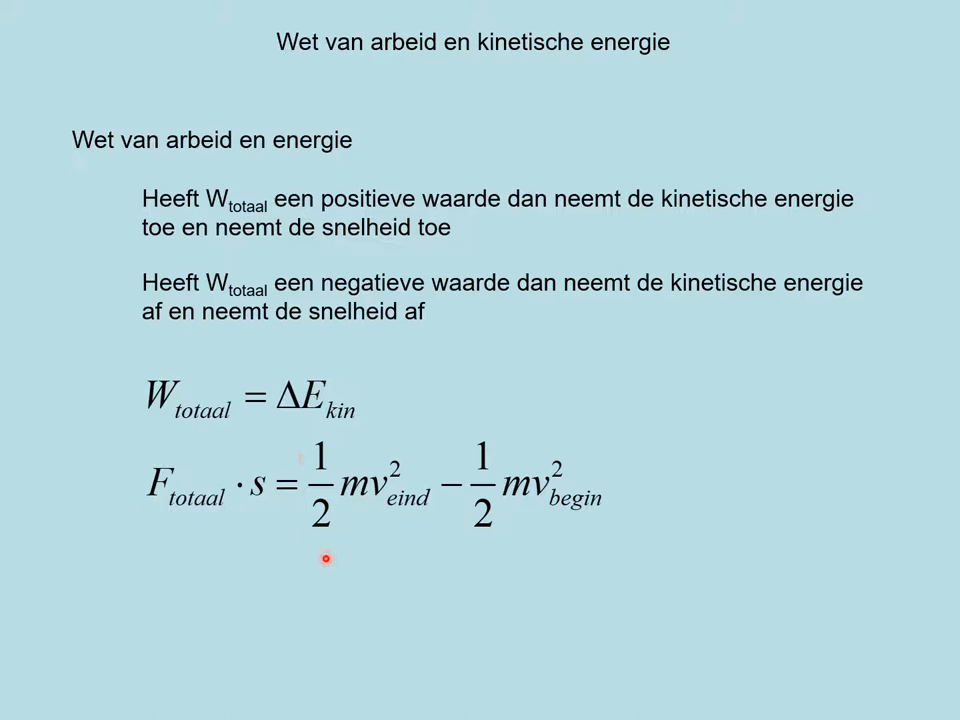 Wet van arbeid en kinetische energie
Wet van arbeid en energie
Heeft W_totaal een positieve waarde dan neemt de kinetische energie
toe en neemt de snelheid toe
Heeft W_totaal een negatieve waarde dan neemt de kinetische energie
af en neemt de snelheid af
W_totaal = ΔE_kin
F_totaal · s = 1/2 mv²_eind − 1/2 mv²_begin